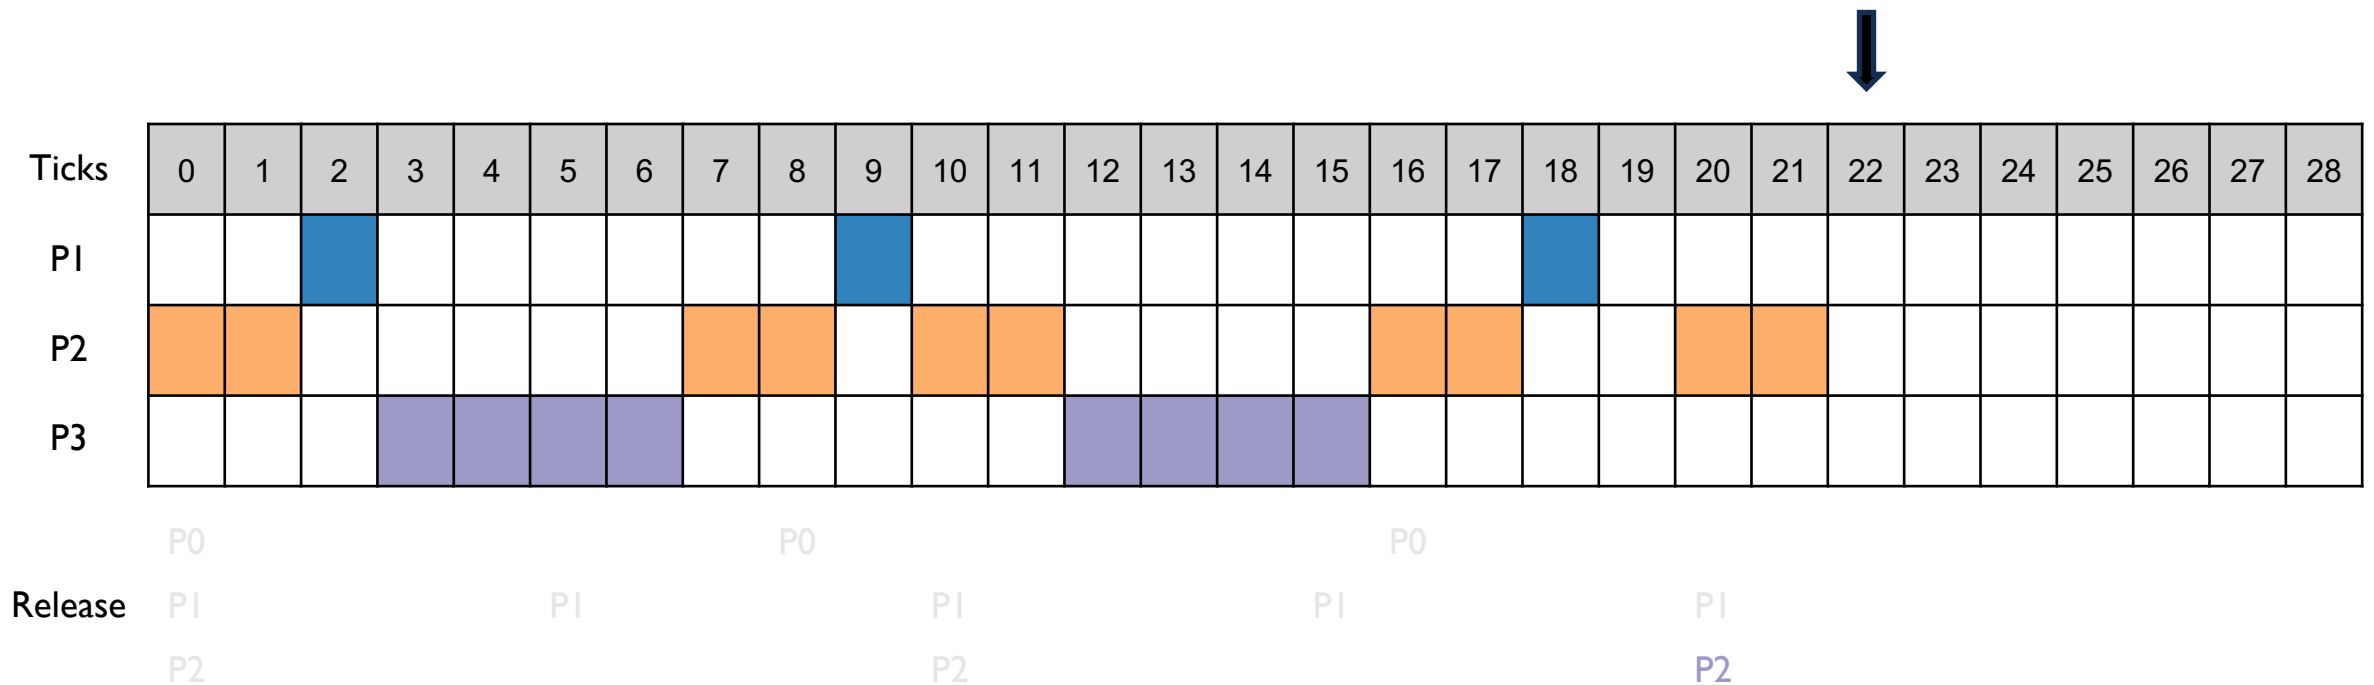 Ticks 0 1 2 3 4 5 6 7 8 9 10 11 12 13 14 15 16 17 18 19 20 21 22 23 24 25 26 27 28
P1
P2
P3
P0 P0 P0
Release P1 P1 P1 P1 P1
P2 P2 P2